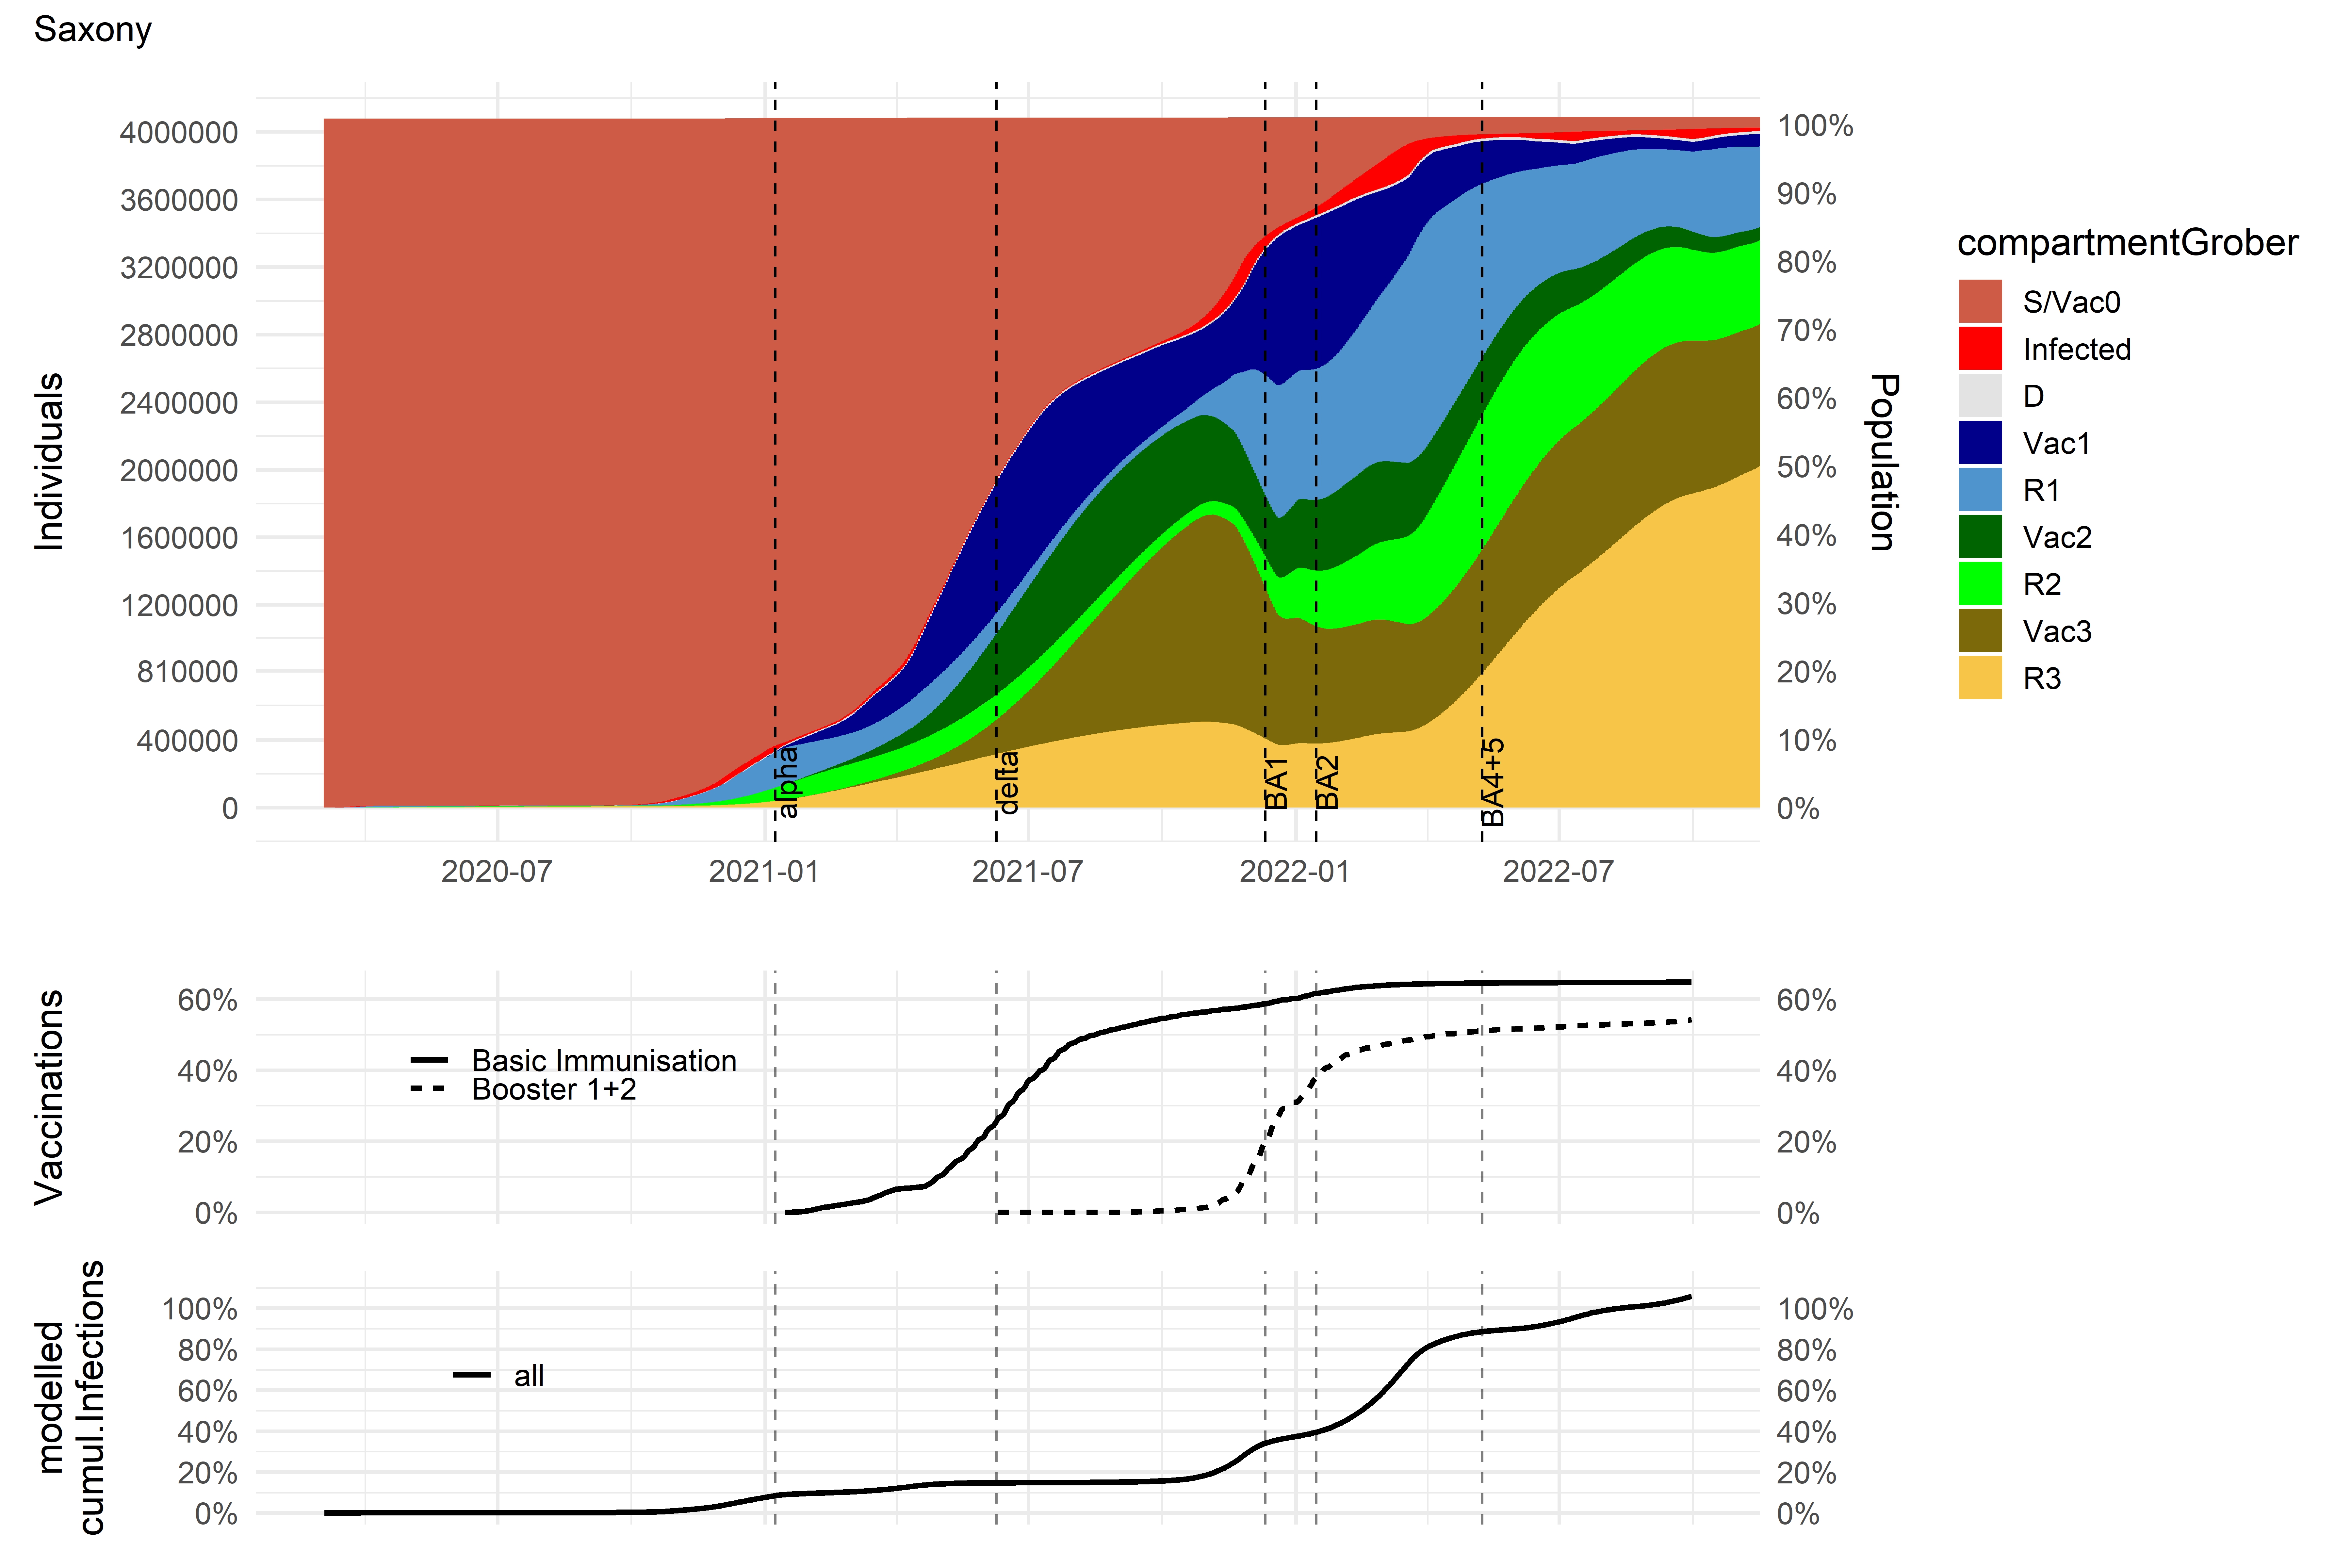 Saxony
Individuals
4000000
3600000
3200000
2800000
2400000
2000000
1600000
1200000
810000
400000
0
100%
90%
80%
70%
60%
50%
40%
30%
20%
10%
0%
Population
alpha
delta
BA1
BA2
BA4+5
2020-07
2021-01
2021-07
2022-01
2022-07
compartmentGrober
S/Vac0
Infected
D
Vac1
R1
Vac2
R2
Vac3
R3
Vaccinations
60%
40%
20%
0%
Basic Immunisation
Booster 1+2
60%
40%
20%
0%
modelled
cumul.Infections
100%
80%
60%
40%
20%
0%
all
100%
80%
60%
40%
20%
0%